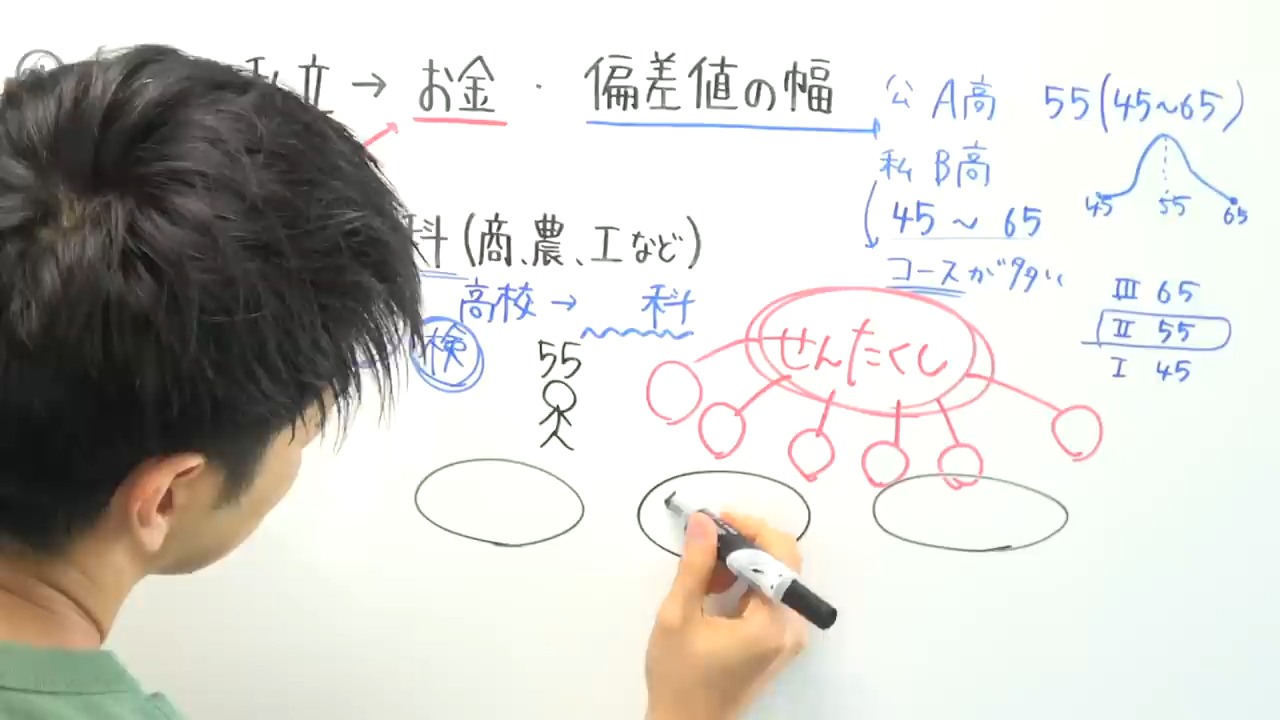 立→お金・偏差値の幅
公 A高 55(45~65)
私 B高
45 55 65
45 ~ 65
科(商、農、工など)
コースが多い
高校→ 科
III 65
II 55
I 45
検
55
せんたくし